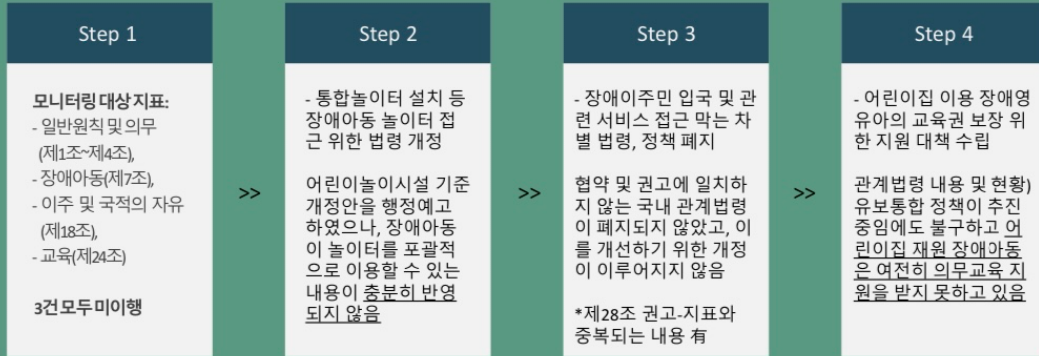 Step 1
모니터링 대상 지표:
- 일반원칙 및 의무
(제1조~제4조),
- 장애아동(제7조),
- 이주 및 국적의 자유
(제18조),
- 교육(제24조)
3건 모두 미이행
>>
Step 2
- 통합놀이터 설치 등
장애아동 놀이터 접
근 위한 법령 개정
어린이놀이시설 기준
개정안을 행정예고
하였으나, 장애아동
이 놀이터를 포괄적
으로 이용할 수 있는
내용이 충분히 반영
되지 않음
>>
Step 3
- 장애이주민 입국 및 관
련 서비스 접근 막는 차
별 법령, 정책 폐지
협약 및 권고에 일치하
지 않는 국내 관계법령
이 폐지되지 않았고, 이
를 개선하기 위한 개정
이 이루어지지 않음
*제28조 권고-지표와
중복되는 내용 有
>>
Step 4
- 어린이집 이용 장애영
유아의 교육권 보장 위
한 지원 대책 수립
관계법령 내용 및 현황)
유보통합 정책이 추진
중임에도 불구하고 어
린이집 재원 장애아동
은 여전히 의무교육 지
원을 받지 못하고 있음